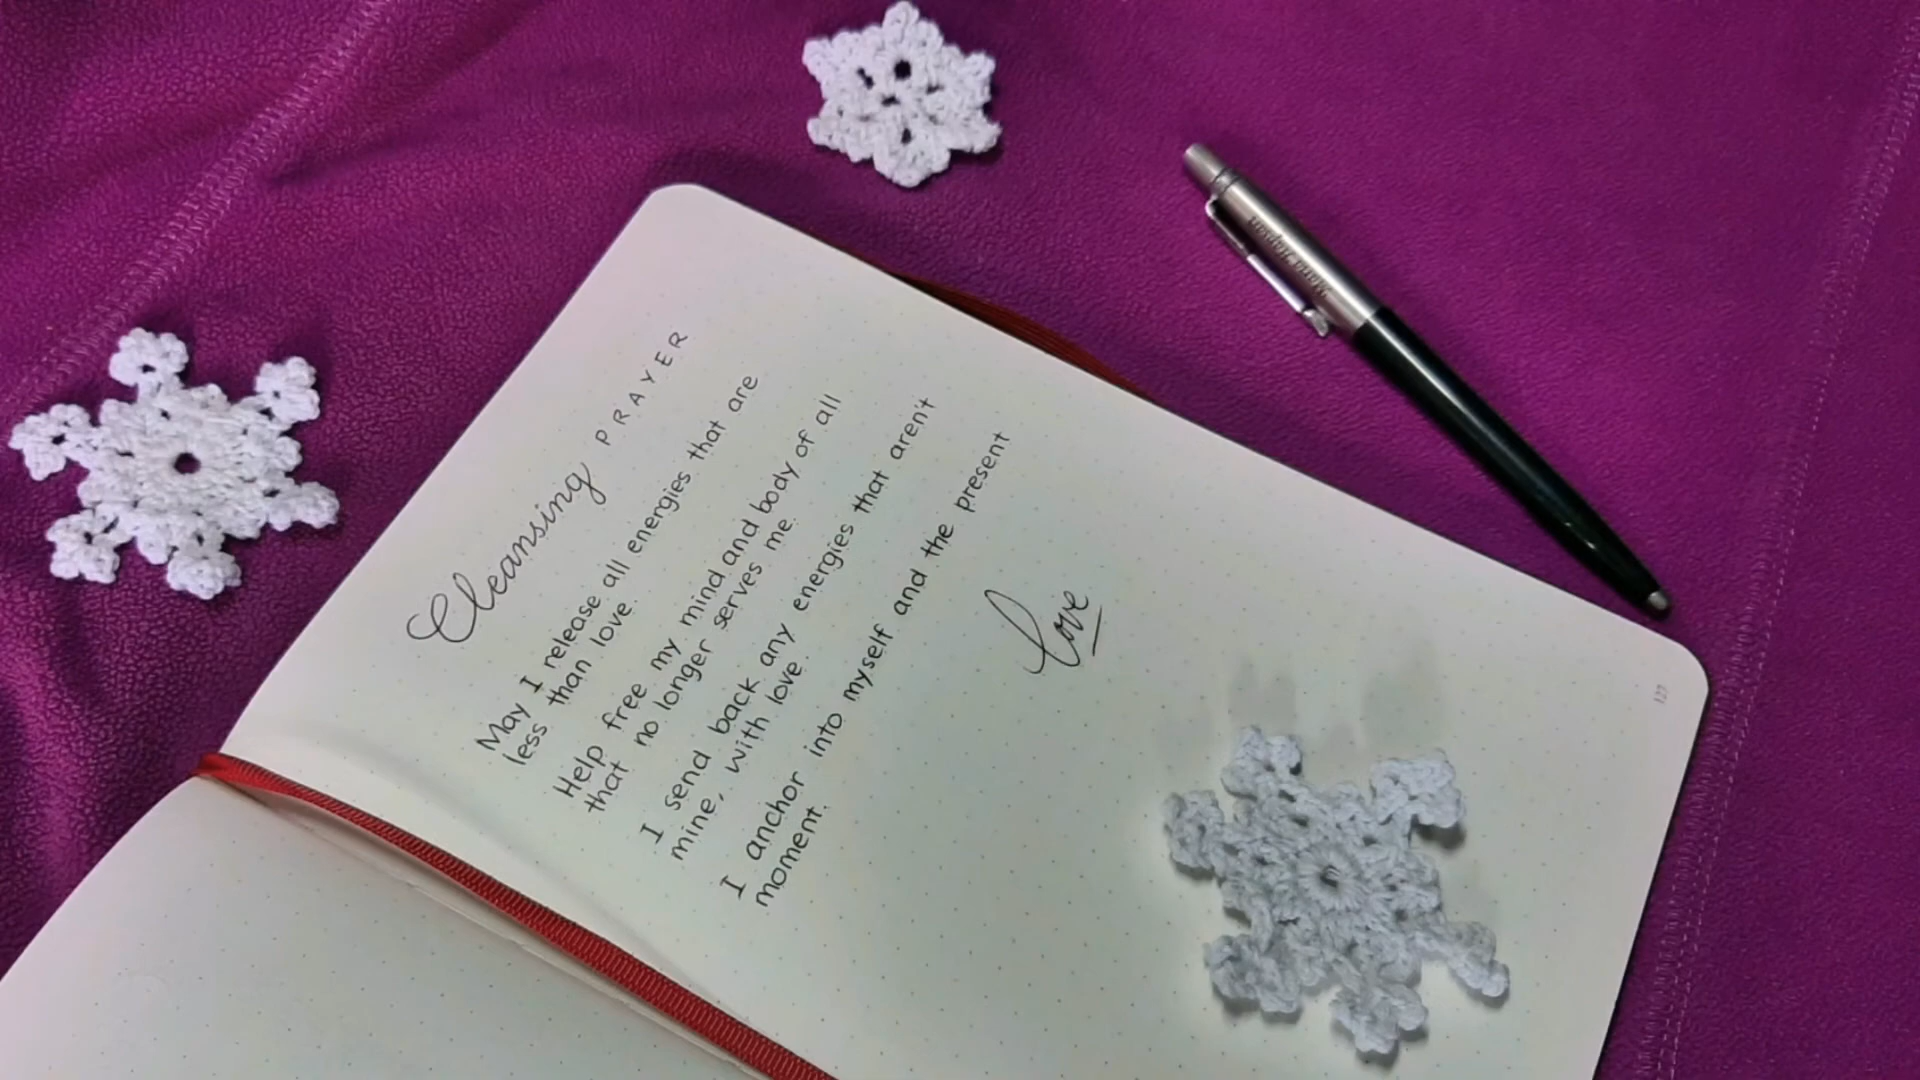 Cleansing PRAYER
May I release all energies that are
less than love.
Help free my mind and body of all
that no longer serves me.
I send back any energies that aren't
mine, with love.
I anchor into myself and the present
moment.
Love
127